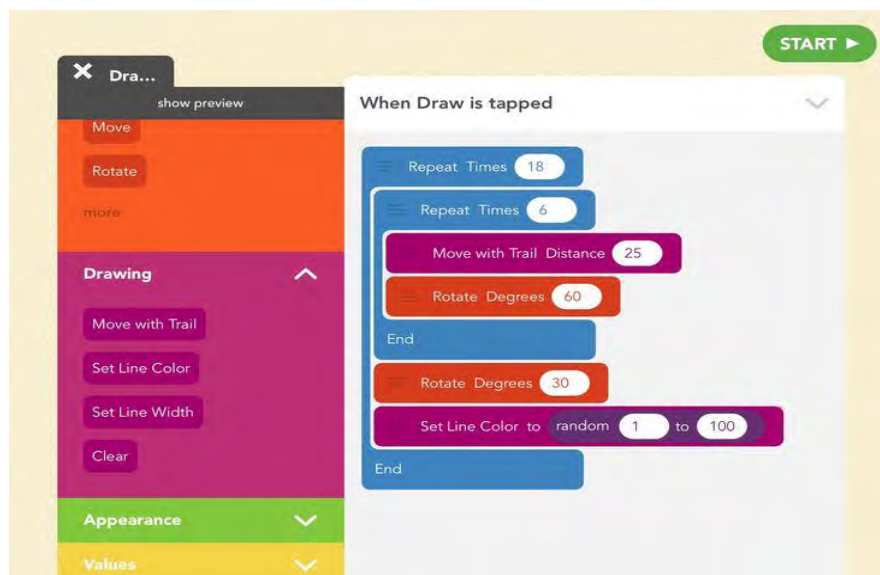 START
Dra...
show preview
Move
Rotate
more
Drawing
Move with Trail
Set Line Color
Set Line Width
Clear
Appearance
Values
When Draw is tapped
Repeat Times 18
Repeat Times 6
Move with Trail Distance 25
Rotate Degrees 60
End
Rotate Degrees 30
Set Line Color to random 1 to 100
End